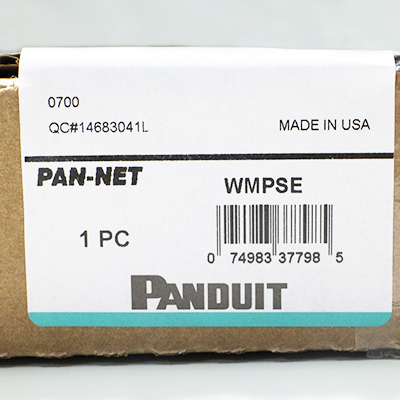 0700
QC#14683041L
MADE IN USA
PAN-NET
WMPSE
1 PC
0 74983 37798 5
PANDUIT